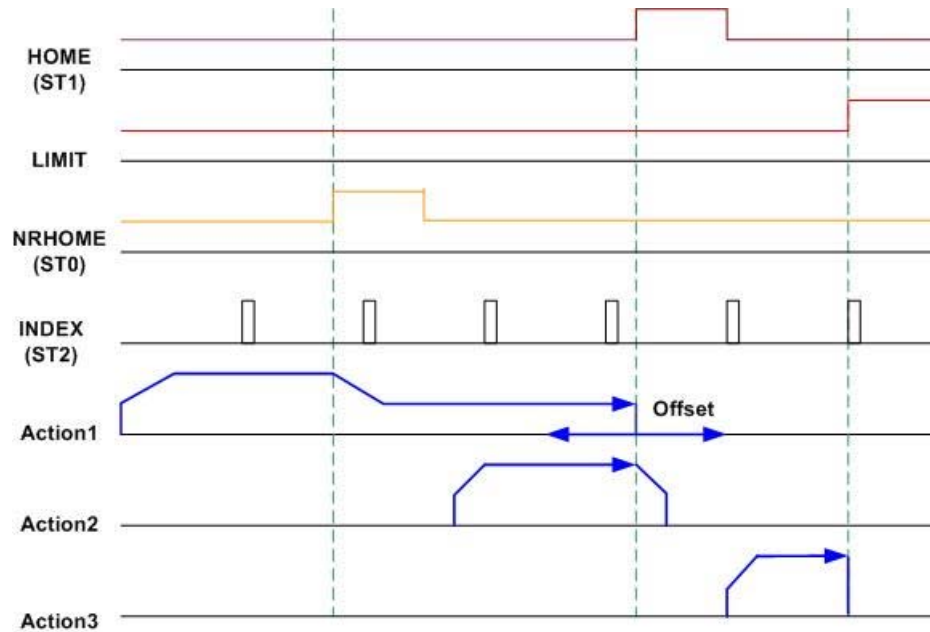 HOME
(ST1)
LIMIT
NRHOME
(ST0)
INDEX
(ST2)
Offset
Action1
Action2
Action3